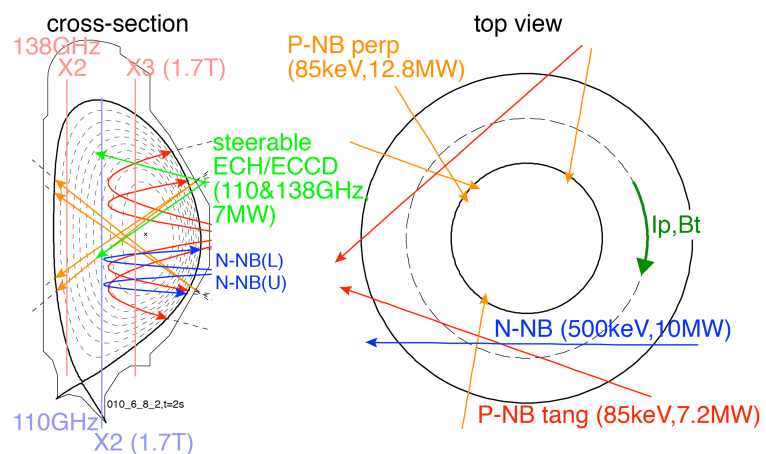 cross-section
top view
138GHz
X2
X3 (1.7T)
P-NB perp
(85keV,12.8MW)
steerable
ECH/ECCD
(110&138GHz,
7MW)
Ip,Bt
N-NB(L)
N-NB(U)
N-NB (500keV,10MW)
010_6_8_2,t=2s
P-NB tang (85keV,7.2MW)
110GHz
X2 (1.7T)